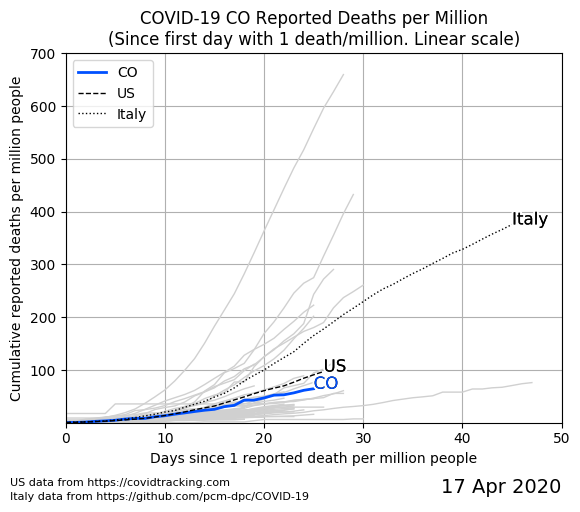 COVID-19 CO Reported Deaths per Million
(Since first day with 1 death/million. Linear scale)
Cumulative reported deaths per million people
700
600
500
400
300
200
100
CO
US
Italy
Italy
US
CO
0
10
20
30
40
50
Days since 1 reported death per million people
US data from https://covidtracking.com
Italy data from https://github.com/pcm-dpc/COVID-19
17 Apr 2020